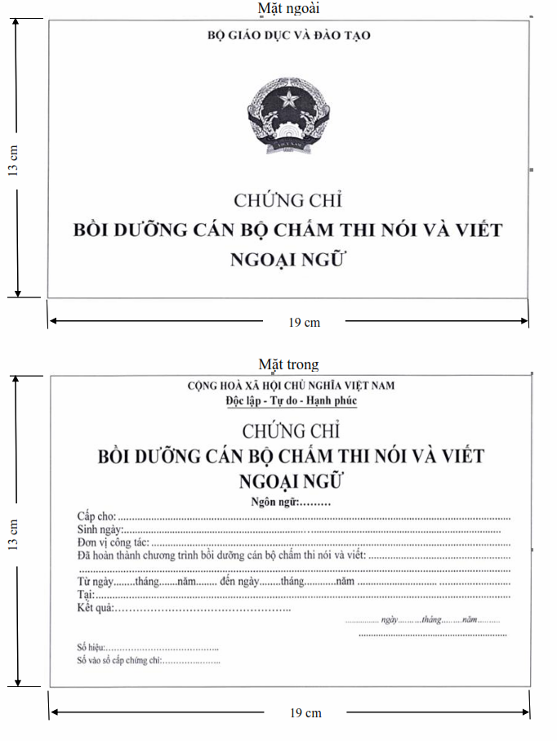 Mặt ngoài
BỘ GIÁO DỤC VÀ ĐÀO TẠO
VIỆT NAM
CHỨNG CHỈ
BỒI DƯỠNG CÁN BỘ CHẤM THI NÓI VÀ VIẾT
NGOẠI NGỮ
13 cm
19 cm
Mặt trong
CỘNG HOÀ XÃ HỘI CHỦ NGHĨA VIỆT NAM
Độc lập - Tự do - Hạnh phúc
CHỨNG CHỈ
BỒI DƯỠNG CÁN BỘ CHẤM THI NÓI VÀ VIẾT
NGOẠI NGỮ
Ngôn ngữ:.........
Cấp cho:..........
Sinh ngày:..........
Đơn vị công tác:..........
Đã hoàn thành chương trình bồi dưỡng cán bộ chấm thi nói và viết:..........
Từ ngày.......tháng......năm........ đến ngày.......tháng...........năm ..........
Tại:..........
Kết quả:..........
............... ngày..........tháng........năm..........
Số hiệu:..........
Số vào sổ cấp chứng chỉ:..........
13 cm
19 cm